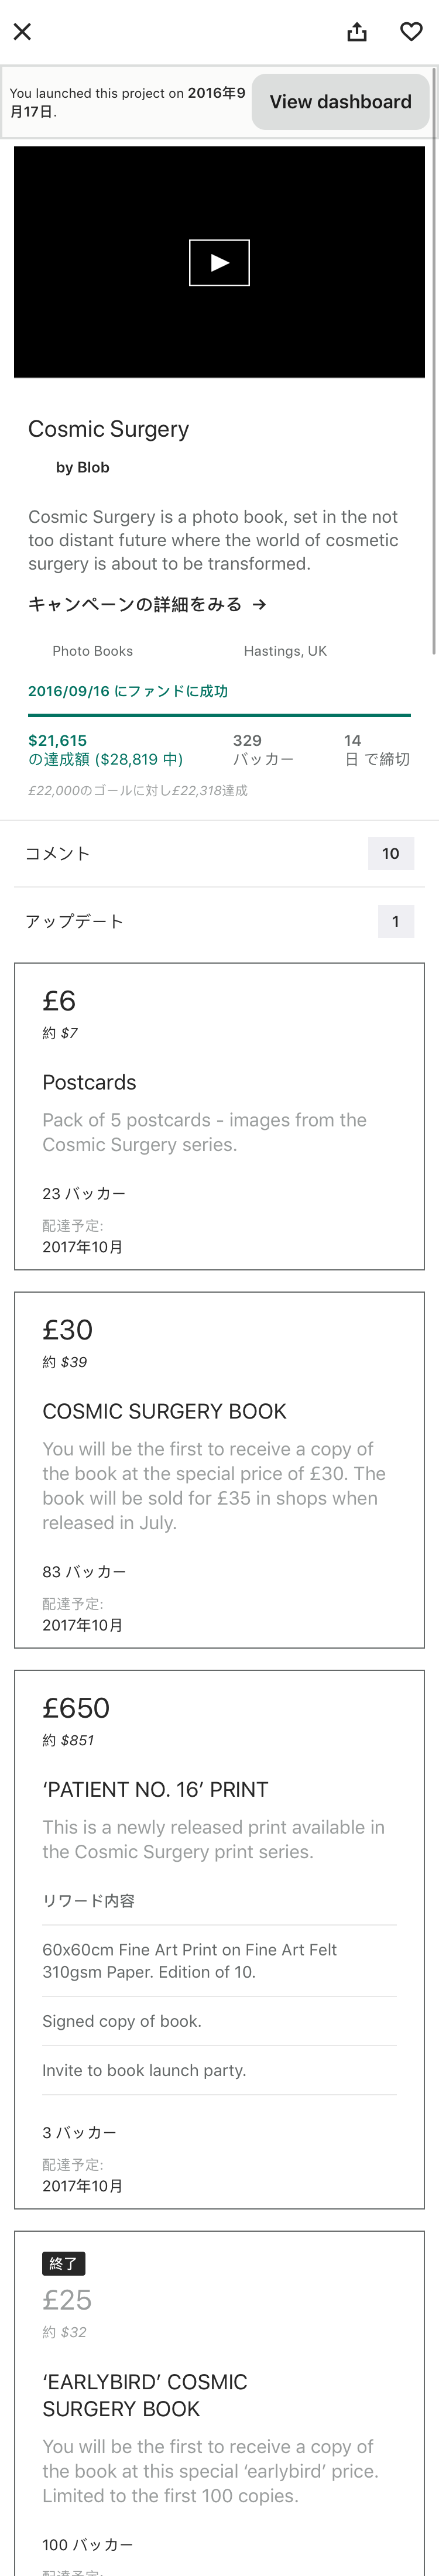 You launched this project on 2016年9
月17日.
View dashboard
Cosmic Surgery
by Blob
Cosmic Surgery is a photo book, set in the not
too distant future where the world of cosmetic
surgery is about to be transformed.
キャンペーンの詳細をみる →
Photo Books
Hastings, UK
2016/09/16 にファンドに成功
$21,615
の達成額 ($28,819 中)
329
バッカー
14
日 で締切
£22,000のゴールに対し£22,318達成
コメント
10
アップデート
1
£6
約 $7
Postcards
Pack of 5 postcards - images from the
Cosmic Surgery series.
23 バッカー
配達予定:
2017年10月
£30
約 $39
COSMIC SURGERY BOOK
You will be the first to receive a copy of
the book at the special price of £30. The
book will be sold for £35 in shops when
released in July.
83 バッカー
配達予定:
2017年10月
£650
約 $851
‘PATIENT NO. 16’ PRINT
This is a newly released print available in
the Cosmic Surgery print series.
リワード内容
60x60cm Fine Art Print on Fine Art Felt
310gsm Paper. Edition of 10.
Signed copy of book.
Invite to book launch party.
3 バッカー
配達予定:
2017年10月
終了
£25
約 $32
‘EARLYBIRD’ COSMIC
SURGERY BOOK
You will be the first to receive a copy of
the book at this special ‘earlybird’ price.
Limited to the first 100 copies.
100 バッカー